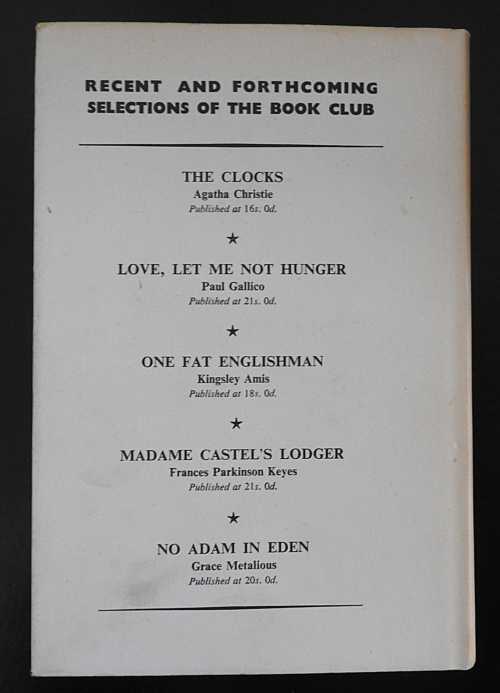 RECENT AND FORTHCOMING
SELECTIONS OF THE BOOK CLUB
THE CLOCKS
Agatha Christie
Published at 16s. 0d.
★
LOVE, LET ME NOT HUNGER
Paul Gallico
Published at 21s. 0d.
★
ONE FAT ENGLISHMAN
Kingsley Amis
Published at 18s. 0d.
★
MADAME CASTEL'S LODGER
Frances Parkinson Keyes
Published at 21s. 0d.
★
NO ADAM IN EDEN
Grace Metalious
Published at 20s. 0d.